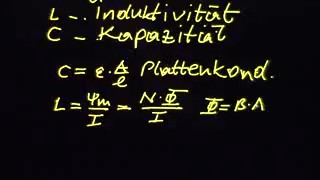 L -. Induktivität
C - Kapazität
C = ε · A/l Plattenkond.
L = Ψm/I = N·Φ/I Φ = B·A